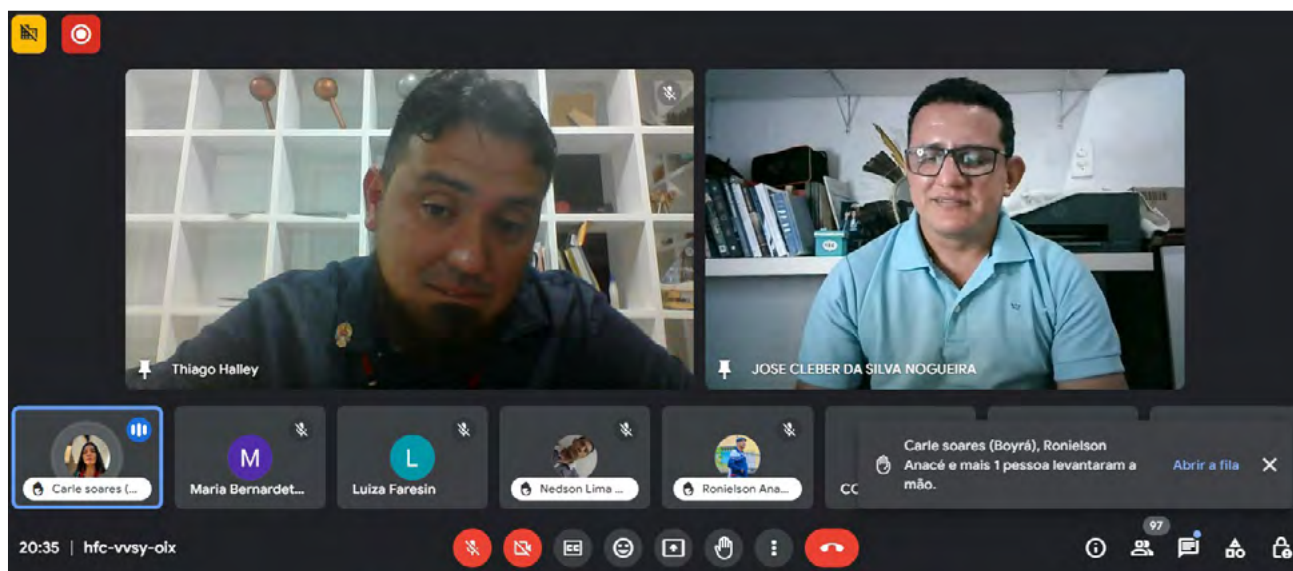 Thiago Halley
JOSE CLEBER DA SILVA NOGUEIRA
Carle soares (...
M
Maria Bernardet...
L
Luiza Faresin
Nedson Lima ...
Ronielson Ana...
CC
Carle soares (Boyrá), Ronielson
Anacé e mais 1 pessoa levantaram a
mão.
Abrir a fila
20:35 | hfc-vvsy-oix
97